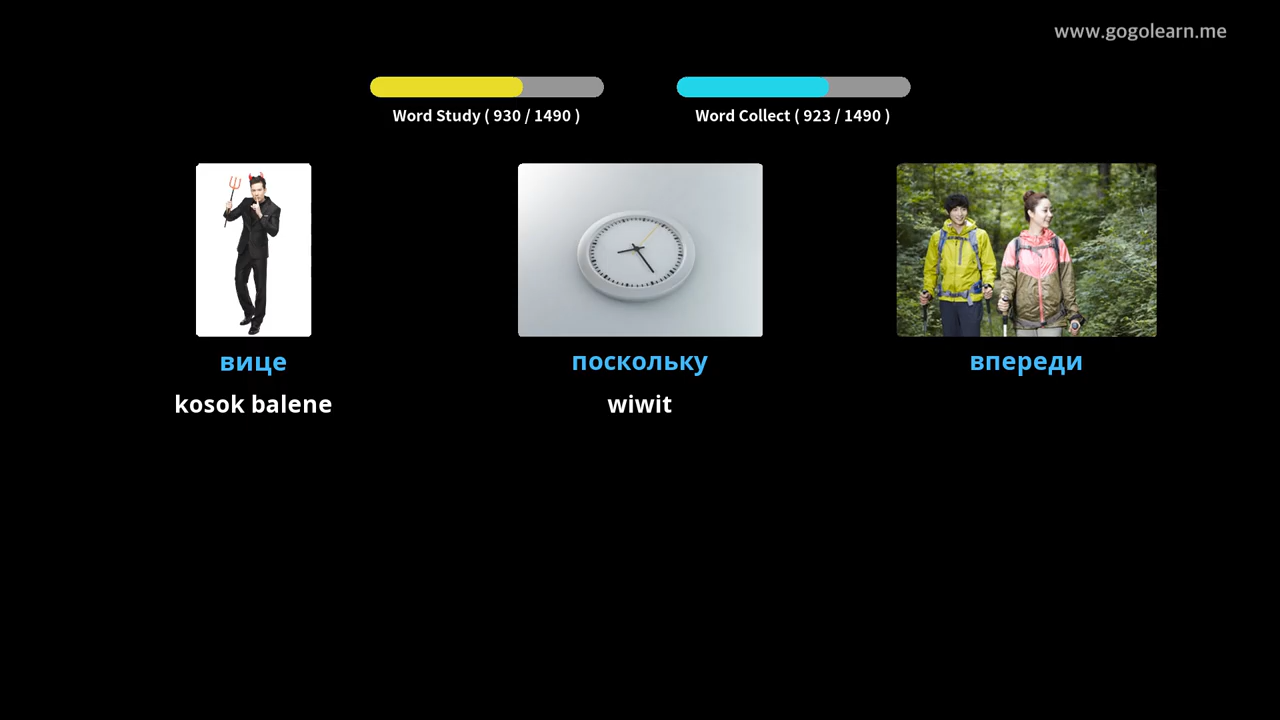 www.gogolearn.me
Word Study ( 930 / 1490 )
Word Collect ( 923 / 1490 )
вице
поскольку
впереди
kosok balene
wiwit